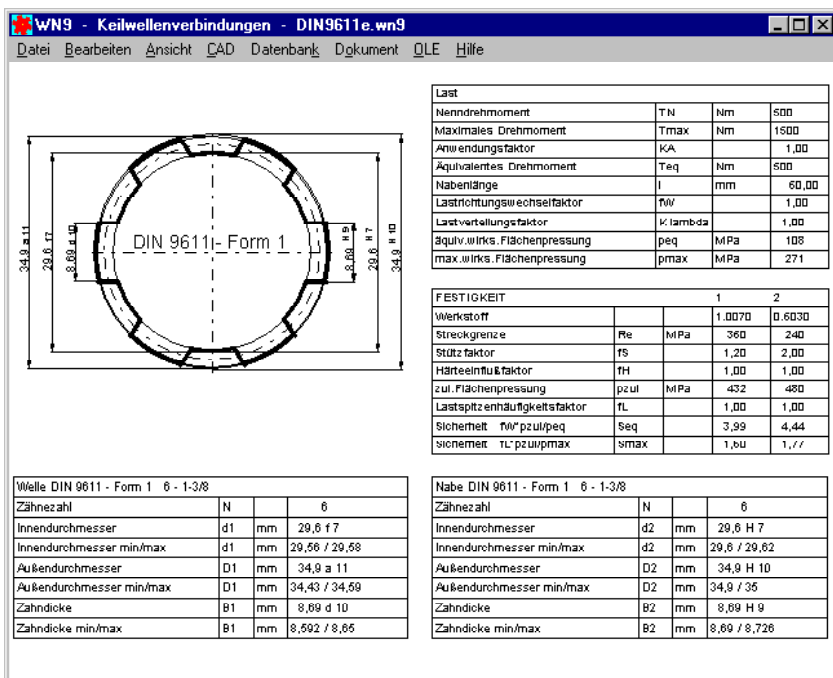 WN9 - Keilwellenverbindungen - DIN9611e.wn9
Datei Bearbeiten Ansicht CAD Datenbank Dokument OLE Hilfe
34,9 a 11
29,6 f7
8,69 d 10
DIN 9611 - Form 1
8,69 H 9
29,6 H 7
34,9 H 10
Last
Nenndrehmoment TN Nm 500
Maximales Drehmoment Tmax Nm 1500
Anwendungsfaktor KA 1,00
Äquivalentes Drehmoment Teq Nm 500
Nabenlänge l mm 60,00
Lastrichtungswechselfaktor fW 1,00
Lastverteilungsfaktor K lambda 1,00
äquiv.wirks.Flächenpressung peq MPa 108
max.wirks.Flächenpressung pmax MPa 271
FESTIGKEIT 1 2
Werkstoff 1.0070 0.6030
Streckgrenze Re MPa 360 240
Stützfaktor fS 1,20 2,00
Härteeinflußfaktor fH 1,00 1,00
zul.Flächenpressung pzul MPa 432 480
Lastspitzenhäufigkeitsfaktor fL 1,00 1,00
Sicherheit fW*pzul/peq Seq 3,99 4,44
Sicherheit fL*pzul/pmax Smax 1,60 1,77
Welle DIN 9611 - Form 1 6 - 1-3/8
Zähnezahl N 6
Innendurchmesser d1 mm 29,6 f 7
Innendurchmesser min/max d1 mm 29,56 / 29,58
Außendurchmesser D1 mm 34,9 a 11
Außendurchmesser min/max D1 mm 34,43 / 34,59
Zahndicke B1 mm 8,69 d 10
Zahndicke min/max B1 mm 8,592 / 8,65
Nabe DIN 9611 - Form 1 6 - 1-3/8
Zähnezahl N 6
Innendurchmesser d2 mm 29,6 H 7
Innendurchmesser min/max d2 mm 29,6 / 29,62
Außendurchmesser D2 mm 34,9 H 10
Außendurchmesser min/max D2 mm 34,9 / 35
Zahndicke B2 mm 8,69 H 9
Zahndicke min/max B2 mm 8,69 / 8,726